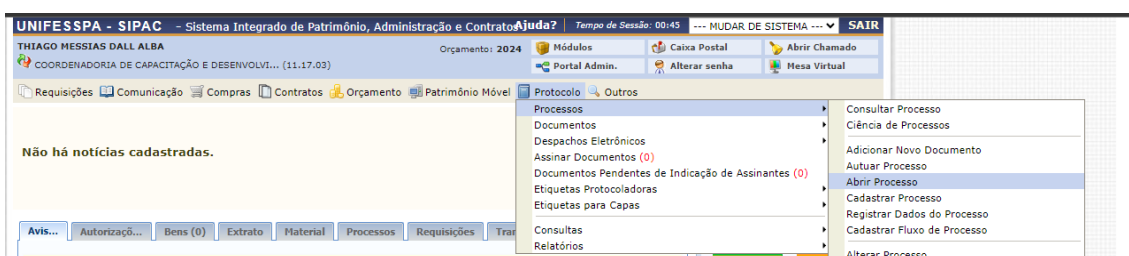 UNIFESSPA - SIPAC - Sistema Integrado de Patrimônio, Administração e Contratos Ajuda? Tempo de Sessão: 00:45 --- MUDAR DE SISTEMA --- SAIR
THIAGO MESSIAS DALL ALBA Orçamento: 2024 Módulos Caixa Postal Abrir Chamado
COORDENADORIA DE CAPACITAÇÃO E DESENVOLVI... (11.17.03) Portal Admin. Alterar senha Mesa Virtual
Requisições Comunicação Compras Contratos Orçamento Patrimônio Móvel Protocolo Outros
Não há notícias cadastradas.
Avis... Autorizaçõ... Bens (0) Extrato Material Processos Requisições Tra
Processos
Documentos
Despachos Eletrônicos
Assinar Documentos (0)
Documentos Pendentes de Indicação de Assinantes (0)
Etiquetas Protocoladoras
Etiquetas para Capas
Consultas
Relatórios
Consultar Processo
Ciência de Processos
Adicionar Novo Documento
Autuar Processo
Abrir Processo
Cadastrar Processo
Registrar Dados do Processo
Cadastrar Fluxo de Processo
Alterar Processo